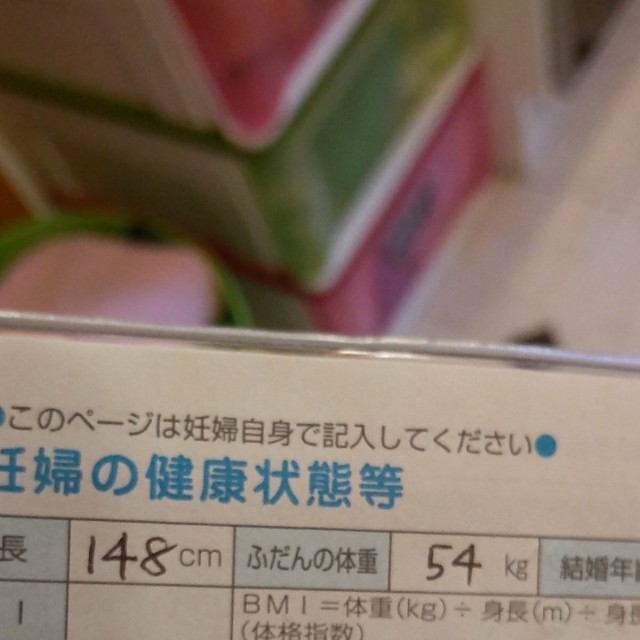 ●このページは妊婦自身で記入してください●
妊婦の健康状態等
長 148cm ふだんの体重 54 kg 結婚年
I BMI=体重(kg)÷身長(m)÷身長
(体格指数)